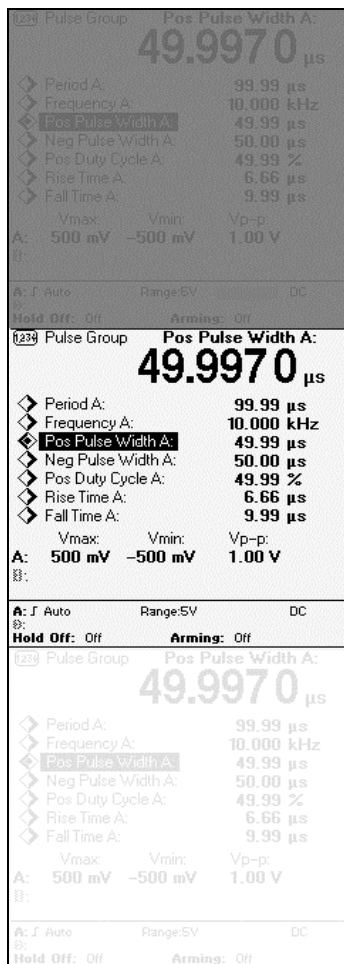 1234 Pulse Group Pos Pulse Width A:
49.9970 µs
Period A: 99.99 µs
Frequency A: 10.000 kHz
Pos Pulse Width A: 49.99 µs
Neg Pulse Width A: 50.00 µs
Pos Duty Cycle A: 49.99 %
Rise Time A: 6.66 µs
Fall Time A: 9.99 µs
Vmax: Vmin: Vp-p:
A: 500 mV -500 mV 1.00 V
B:
A: ʃ Auto Range:5V DC
B:
Hold Off: Off Arming: Off
1234 Pulse Group Pos Pulse Width A:
49.9970 µs
Period A: 99.99 µs
Frequency A: 10.000 kHz
Pos Pulse Width A: 49.99 µs
Neg Pulse Width A: 50.00 µs
Pos Duty Cycle A: 49.99 %
Rise Time A: 6.66 µs
Fall Time A: 9.99 µs
Vmax: Vmin: Vp-p:
A: 500 mV -500 mV 1.00 V
B:
A: ʃ Auto Range:5V DC
B:
Hold Off: Off Arming: Off
1234 Pulse Group Pos Pulse Width A:
49.9970 µs
Period A: 99.99 µs
Frequency A: 10.000 kHz
Pos Pulse Width A: 49.99 µs
Neg Pulse Width A: 50.00 µs
Pos Duty Cycle A: 49.99 %
Rise Time A: 6.66 µs
Fall Time A: 9.99 µs
Vmax: Vmin: Vp-p:
A: 500 mV -500 mV 1.00 V
B:
A: ʃ Auto Range:5V DC
B:
Hold Off: Off Arming: Off